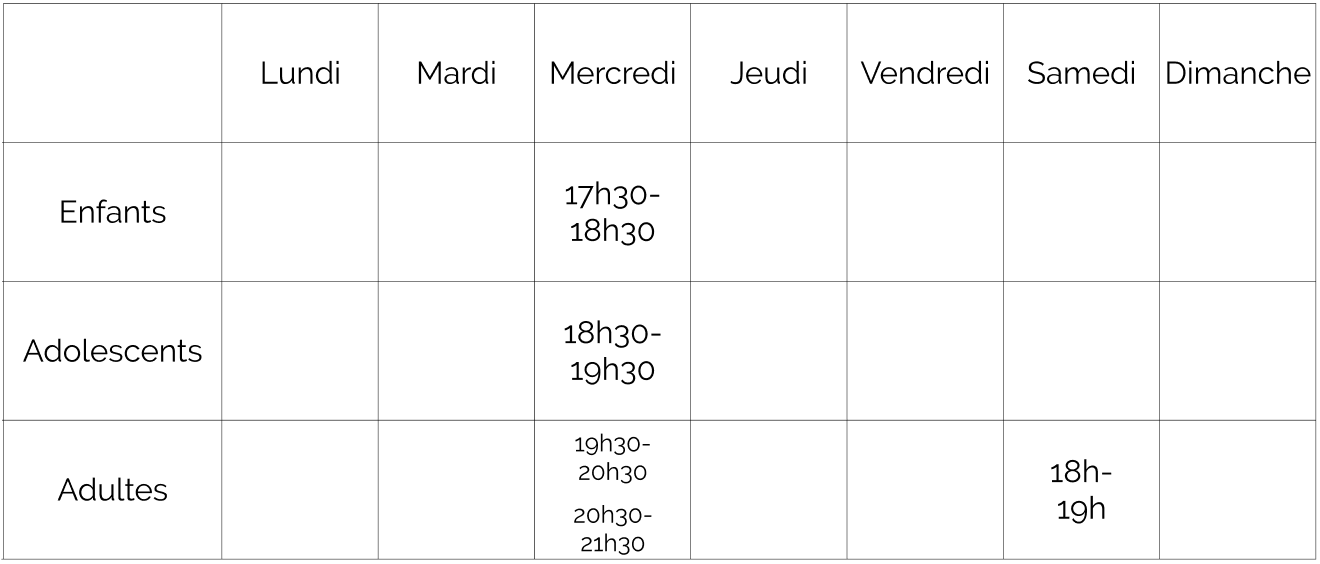 Lundi Mardi Mercredi Jeudi Vendredi Samedi Dimanche
Enfants
17h30-
18h30
Adolescents
18h30-
19h30
Adultes
19h30-
20h30
20h30-
21h30
18h-
19h